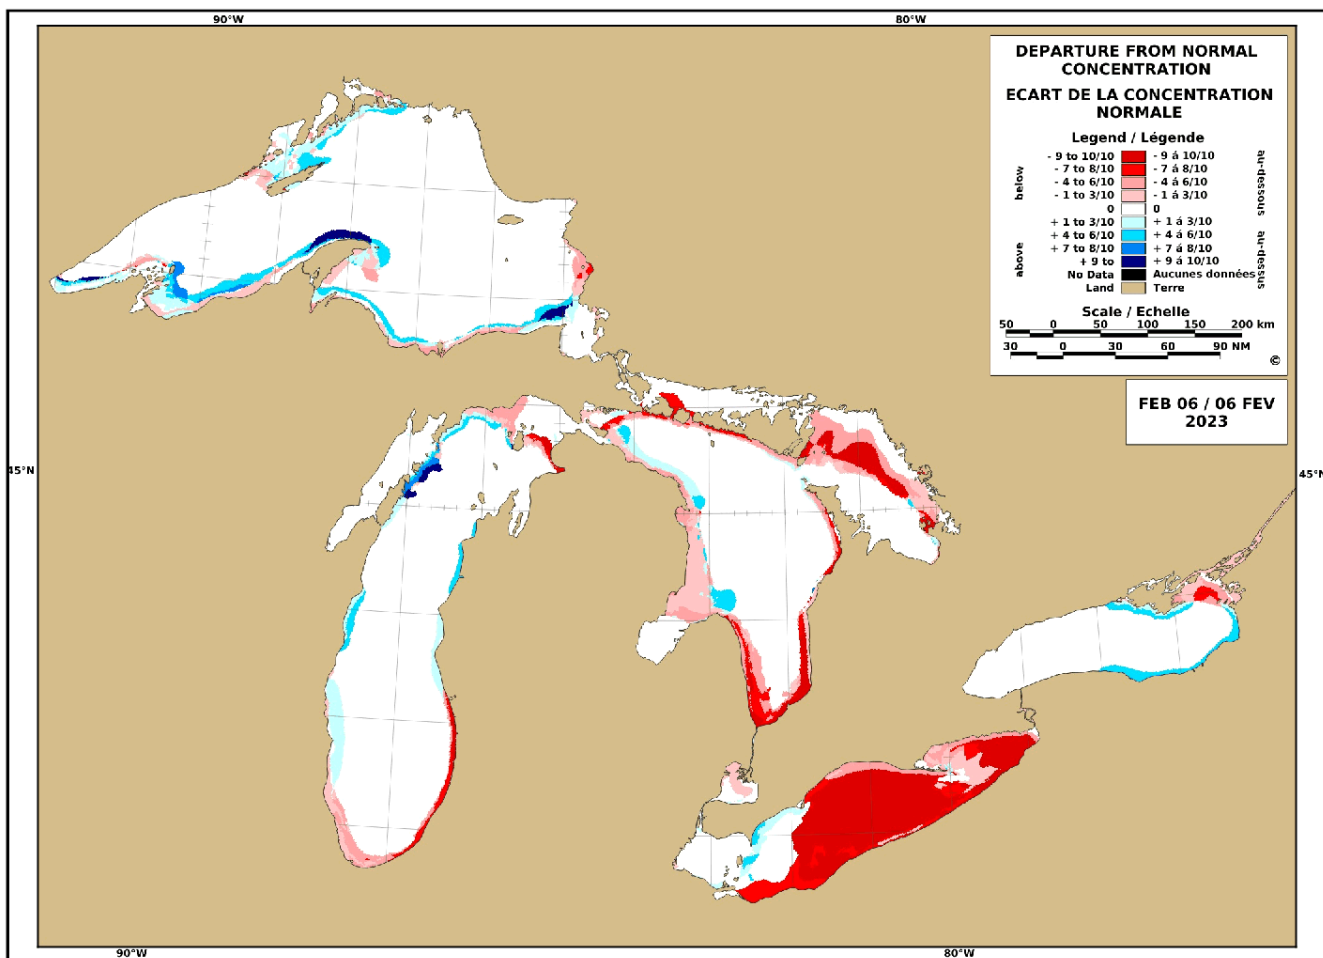 90°W
80°W
DEPARTURE FROM NORMAL
CONCENTRATION
ECART DE LA CONCENTRATION
NORMALE
Legend / Légende
below
- 9 to 10/10
- 9 á 10/10
- 7 to 8/10
- 7 á 8/10
- 4 to 6/10
- 4 á 6/10
- 1 to 3/10
- 1 á 3/10
au-dessous
0
0
above
+ 1 to 3/10
+ 1 á 3/10
+ 4 to 6/10
+ 4 á 6/10
+ 7 to 8/10
+ 7 á 8/10
+ 9 to
+ 9 á 10/10
au-dessus
No Data
Aucunes données
Land
Terre
Scale / Echelle
50 0 50 100 150 200 km
30 0 30 60 90 NM
©
FEB 06 / 06 FEV
2023
45°N
45°N
90°W
80°W